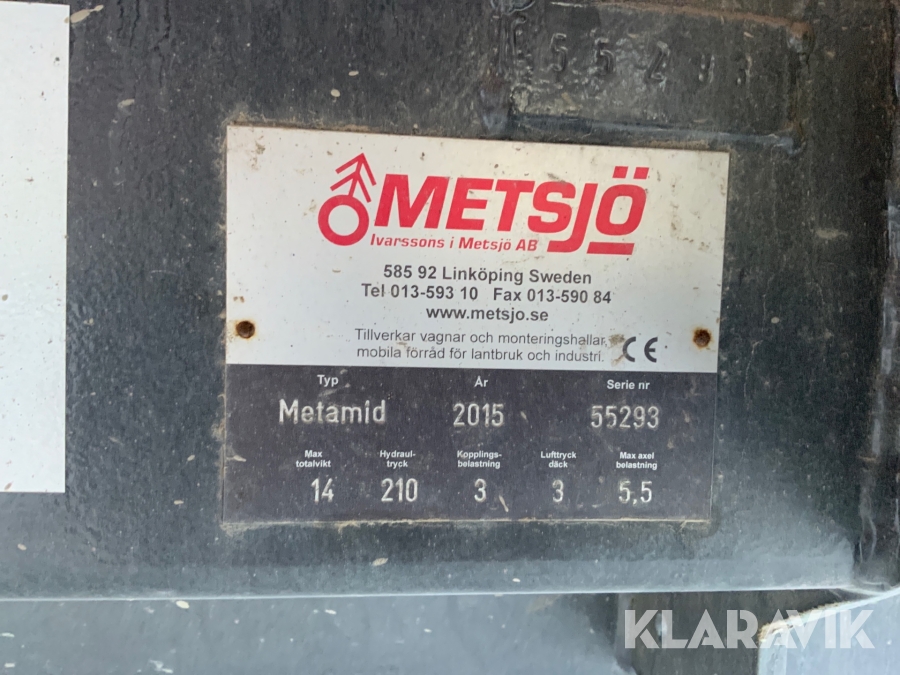 METSJÖ
Ivarssons i Metsjö AB
585 92 Linköping Sweden
Tel 013-593 10 Fax 013-590 84
www.metsjo.se
Tillverkar vagnar och monteringshallar,
mobila förråd för lantbruk och industri.
CE
Typ År Serie nr
Metamid 2015 55293
Max totalvikt Hydraul-tryck Kopplings-belastning Lufttryck däck Max axel belastning
14 210 3 3 5,5
KLARAVIK